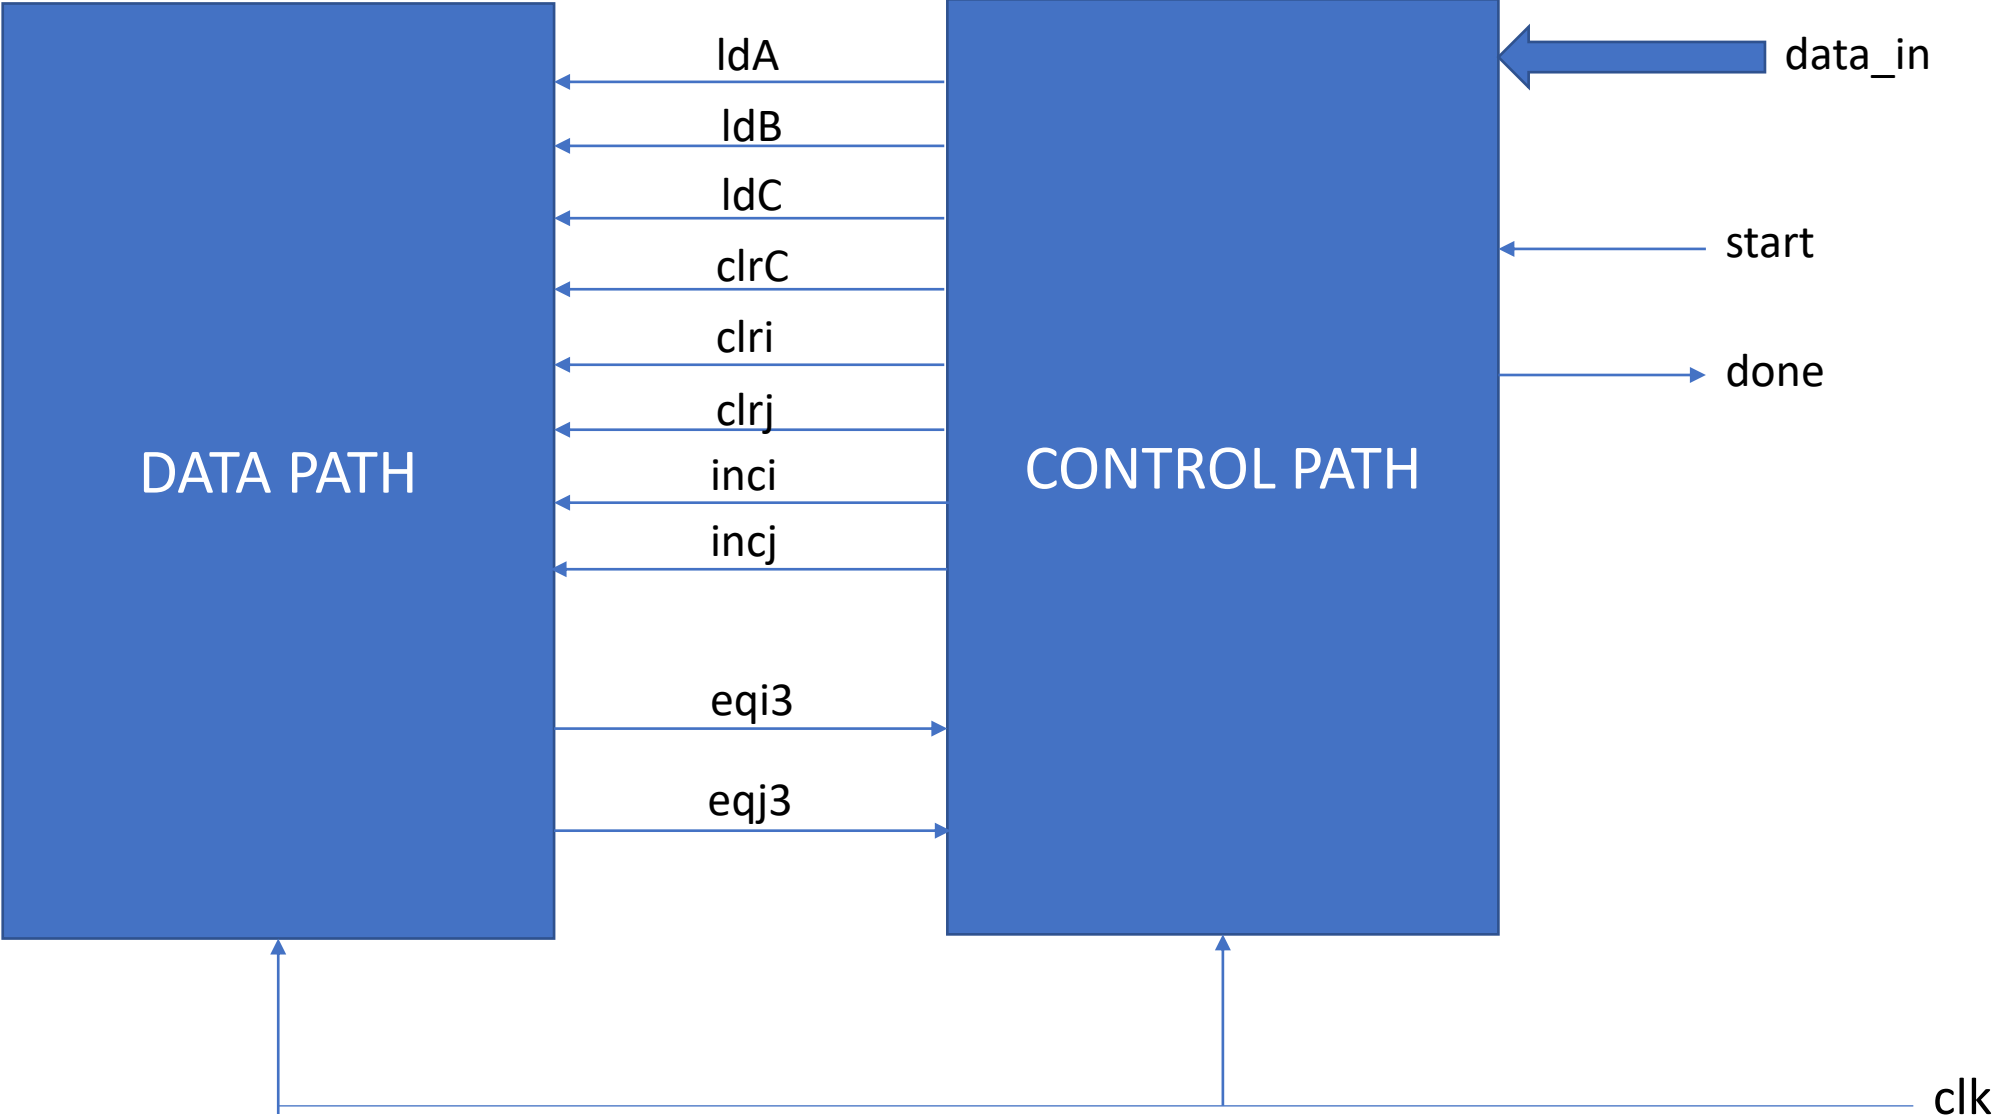 ldA
data_in
ldB
ldC
start
clrC
clri
done
clrj
DATA PATH
CONTROL PATH
inci
incj
eqi3
eqj3
clk